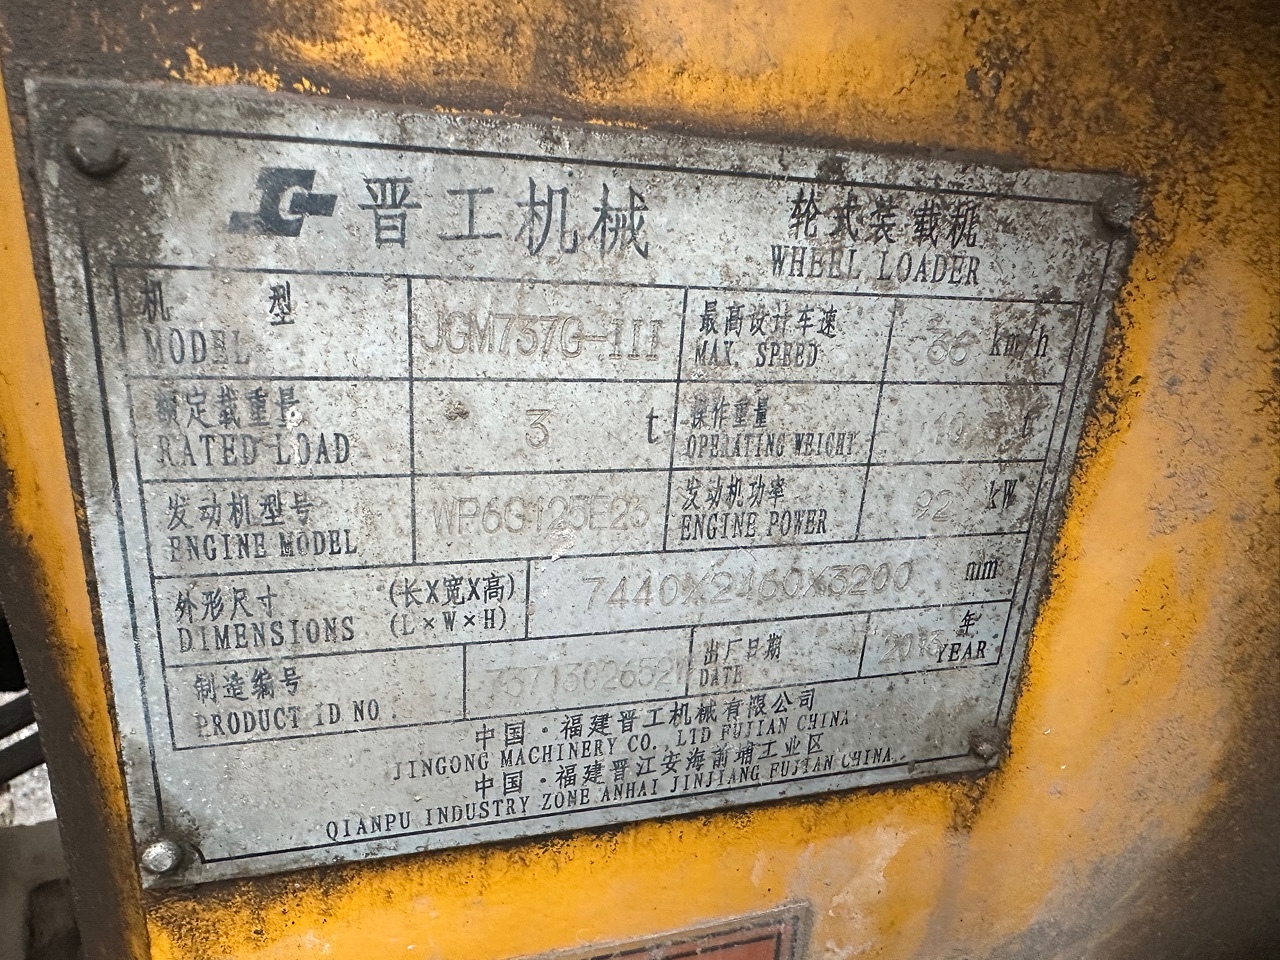 晋工机械 轮式装载机
WHEEL LOADER
机 型 JGM737G-III 最高设计车速 36 km/h
MODEL MAX. SPEED
额定载重量 3 t 操作重量 10 t
RATED LOAD OPERATING WEIGHT
发动机型号 WP6G125E23 发动机功率 92 kW
ENGINE MODEL ENGINE POWER
外形尺寸 (长X宽X高) 7440X2460X3200 mm
DIMENSIONS (L×W×H)
制造编号 出厂日期 2013 年
PRODUCT ID NO DATE YEAR
中国·福建晋工机械有限公司
JINGONG MACHINERY CO., LTD FUJIAN CHINA
中国·福建晋江安海前埔工业区
QIANPU INDUSTRY ZONE ANHAI JINJIANG FUJIAN CHINA